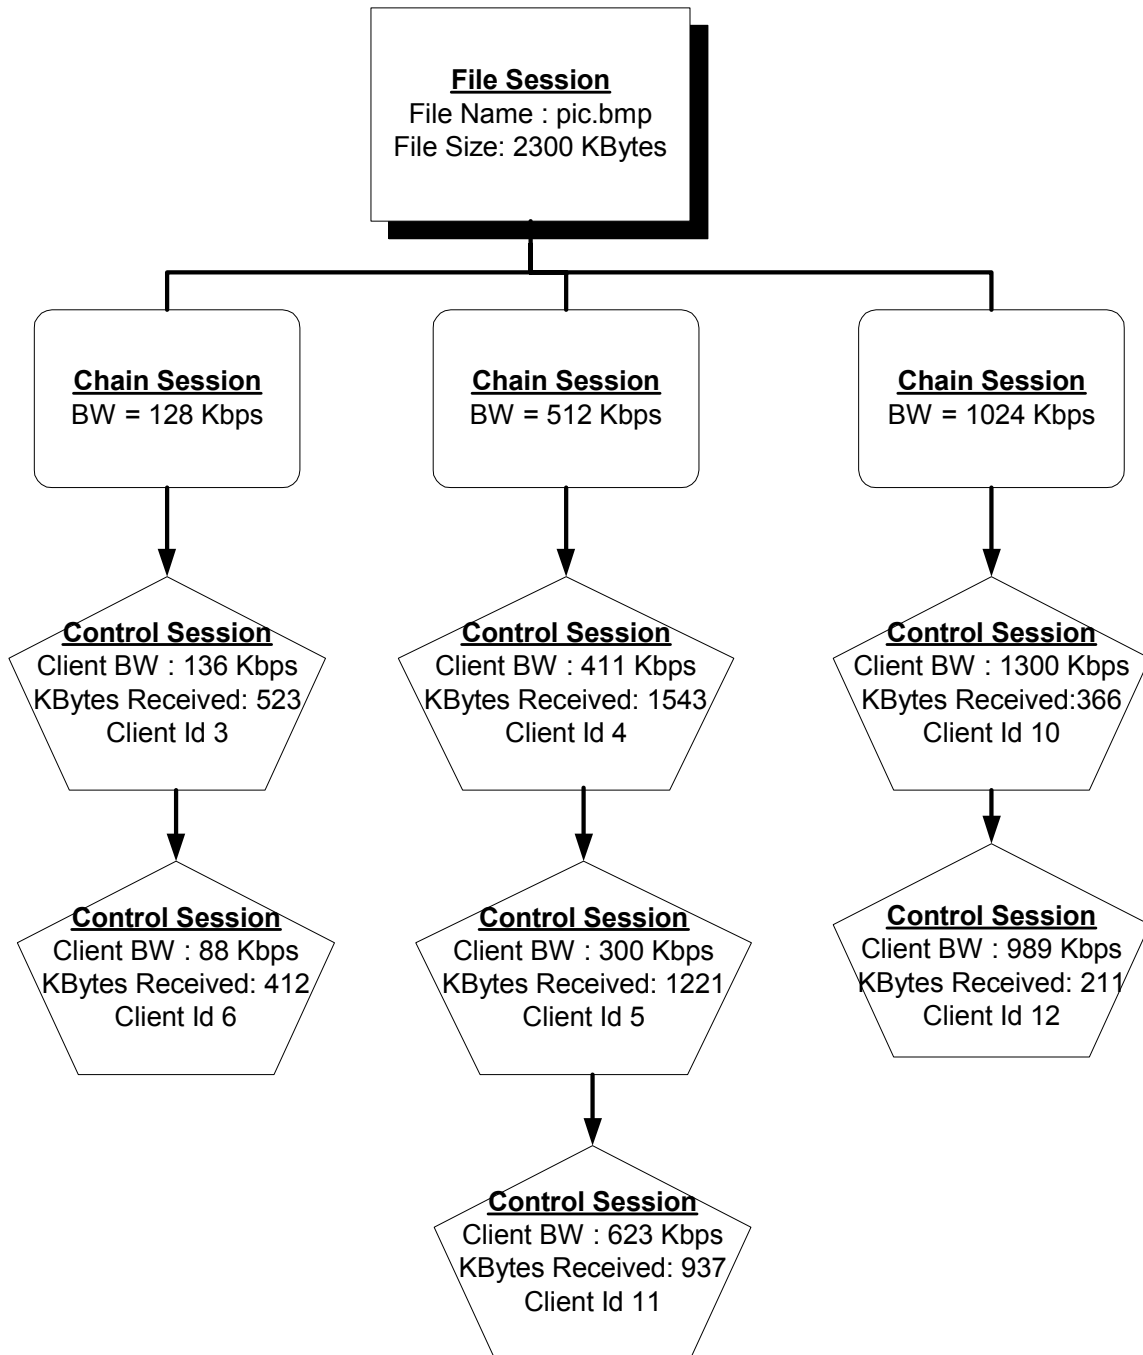 File Session
File Name : pic.bmp
File Size: 2300 KBytes
Chain Session
BW = 128 Kbps
Chain Session
BW = 512 Kbps
Chain Session
BW = 1024 Kbps
Control Session
Client BW : 136 Kbps
KBytes Received: 523
Client Id 3
Control Session
Client BW : 411 Kbps
KBytes Received: 1543
Client Id 4
Control Session
Client BW : 1300 Kbps
KBytes Received:366
Client Id 10
Control Session
Client BW : 88 Kbps
KBytes Received: 412
Client Id 6
Control Session
Client BW : 300 Kbps
KBytes Received: 1221
Client Id 5
Control Session
Client BW : 989 Kbps
KBytes Received: 211
Client Id 12
Control Session
Client BW : 623 Kbps
KBytes Received: 937
Client Id 11